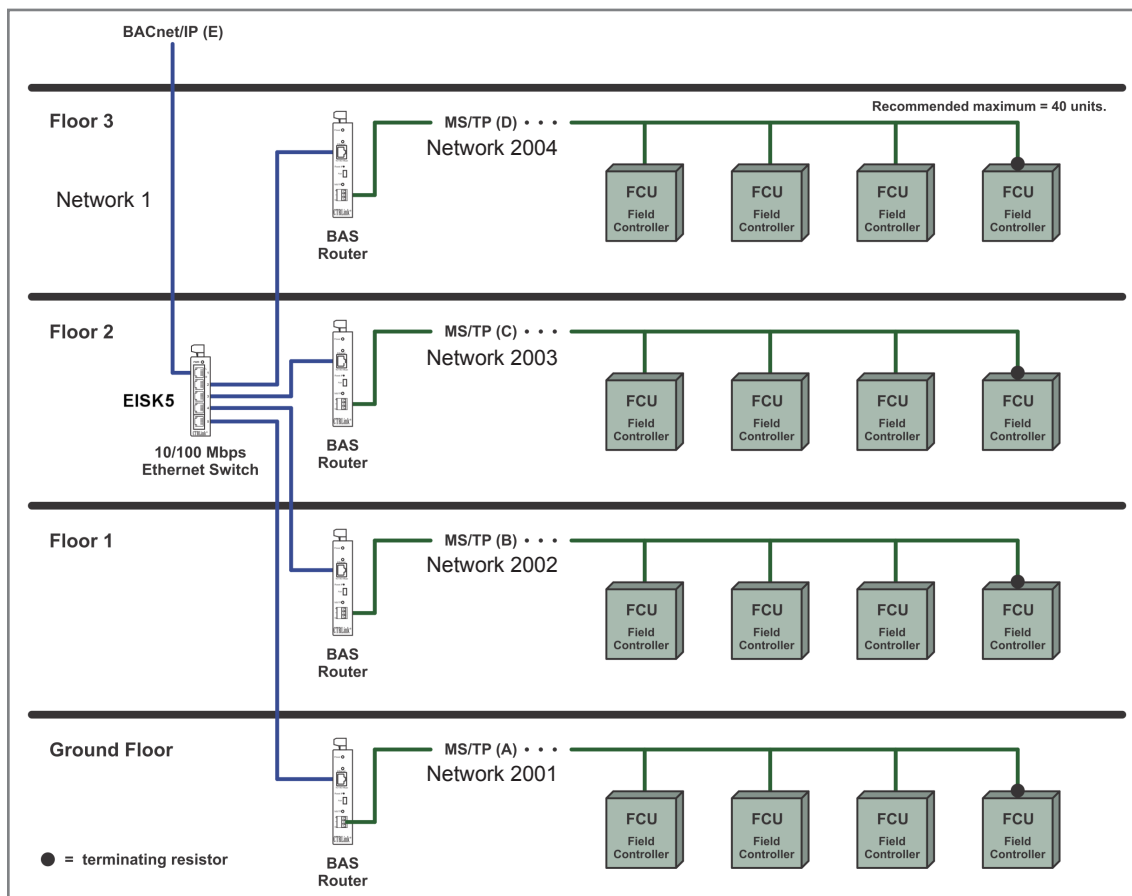 BACnet/IP (E)
Floor 3
Recommended maximum = 40 units.
MS/TP (D) · · ·
Network 2004
Network 1
FCU
Field
Controller
FCU
Field
Controller
FCU
Field
Controller
FCU
Field
Controller
CTRLink
BAS
Router
Floor 2
MS/TP (C) · · ·
Network 2003
EISK5
10/100 Mbps
Ethernet Switch
FCU
Field
Controller
FCU
Field
Controller
FCU
Field
Controller
FCU
Field
Controller
CTRLink
CTRLink
BAS
Router
Floor 1
MS/TP (B) · · ·
Network 2002
FCU
Field
Controller
FCU
Field
Controller
FCU
Field
Controller
FCU
Field
Controller
CTRLink
BAS
Router
Ground Floor
MS/TP (A) · · ·
Network 2001
FCU
Field
Controller
FCU
Field
Controller
FCU
Field
Controller
FCU
Field
Controller
CTRLink
BAS
Router
= terminating resistor